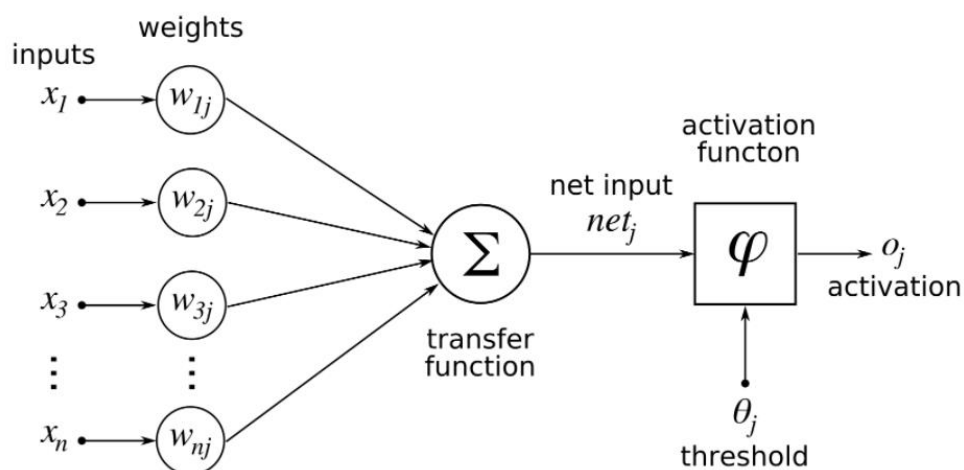 weights
inputs
x₁
w₁ⱼ
activation
functon
x₂
w₂ⱼ
net input
netⱼ
Σ
φ
oⱼ
activation
x₃
w₃ⱼ
transfer
function
⋮ ⋮
θⱼ
threshold
xₙ
wₙⱼ